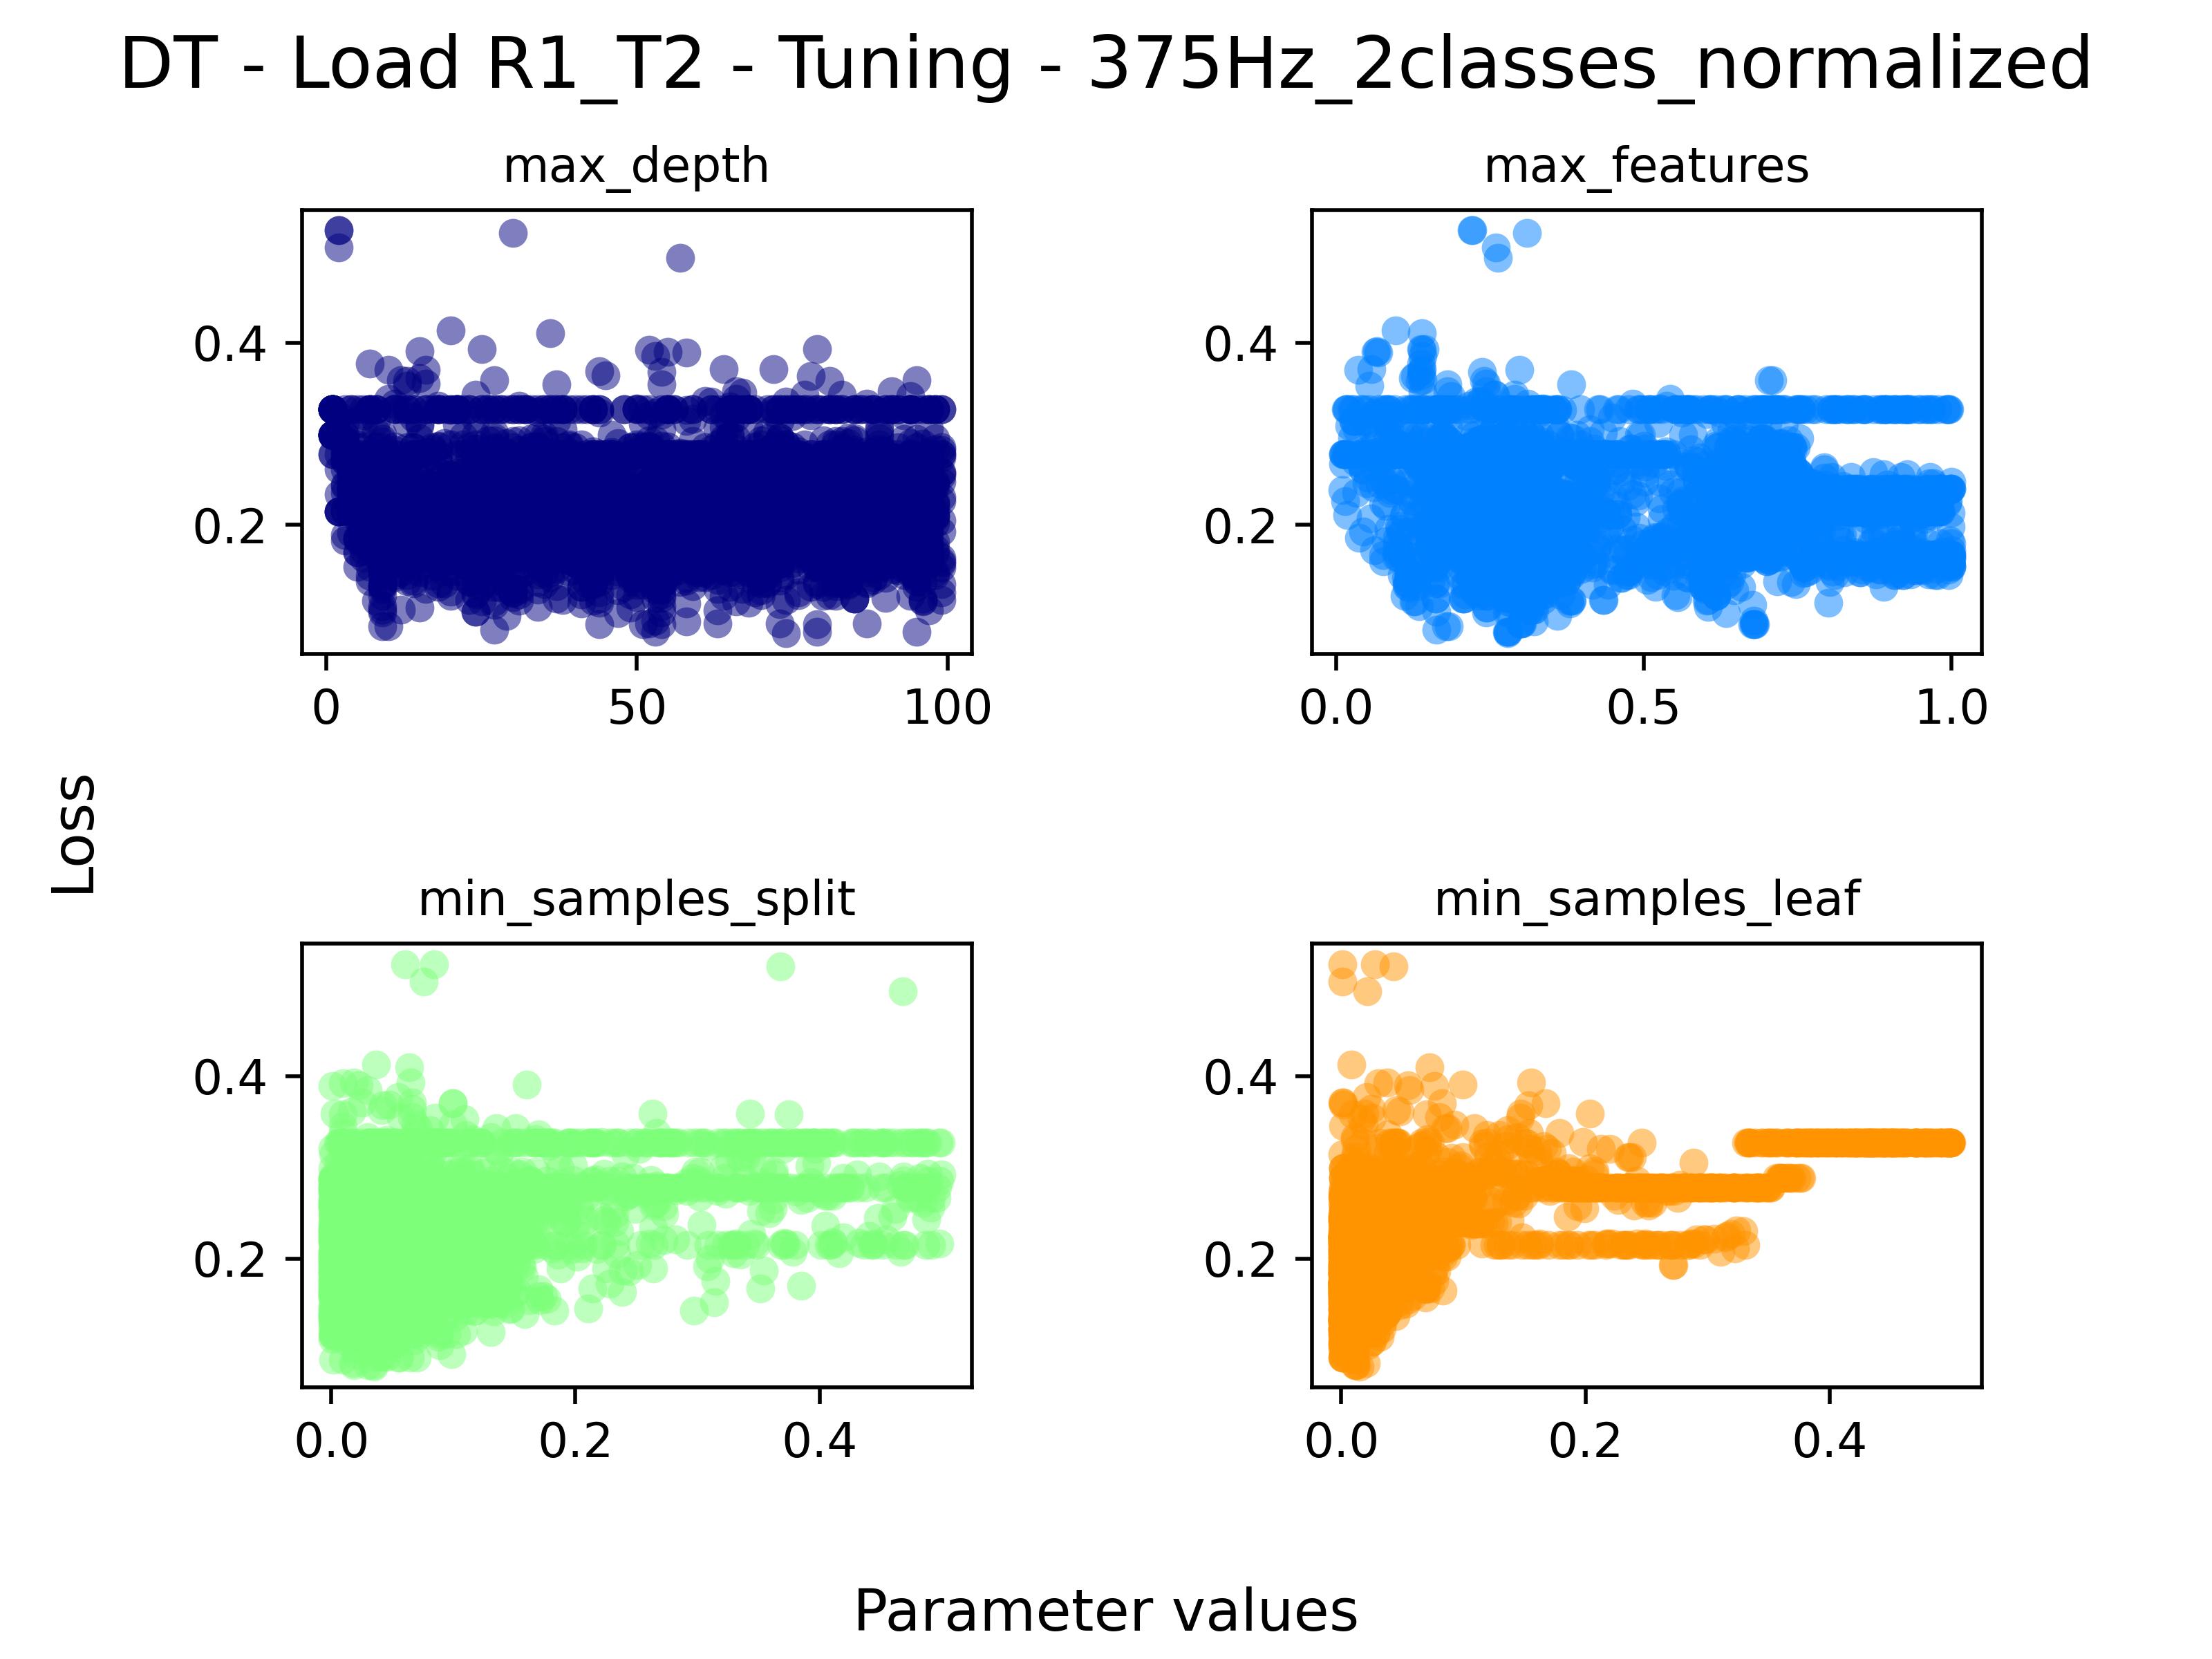 DT - Load R1_T2 - Tuning - 375Hz_2classes_normalized
max_depth
max_features
0.4
0.2
0
50
100
0.4
0.2
0.0
0.5
1.0
Loss
min_samples_split
min_samples_leaf
0.4
0.2
0.0
0.2
0.4
0.4
0.2
0.0
0.2
0.4
Parameter values